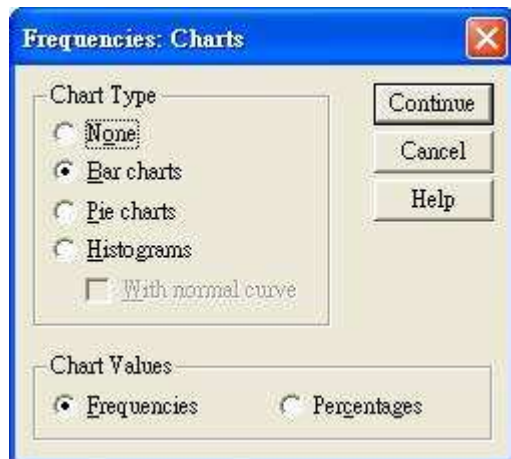 Frequencies: Charts
Chart Type
None
Bar charts
Pie charts
Histograms
With normal curve
Continue
Cancel
Help
Chart Values
Frequencies
Percentages